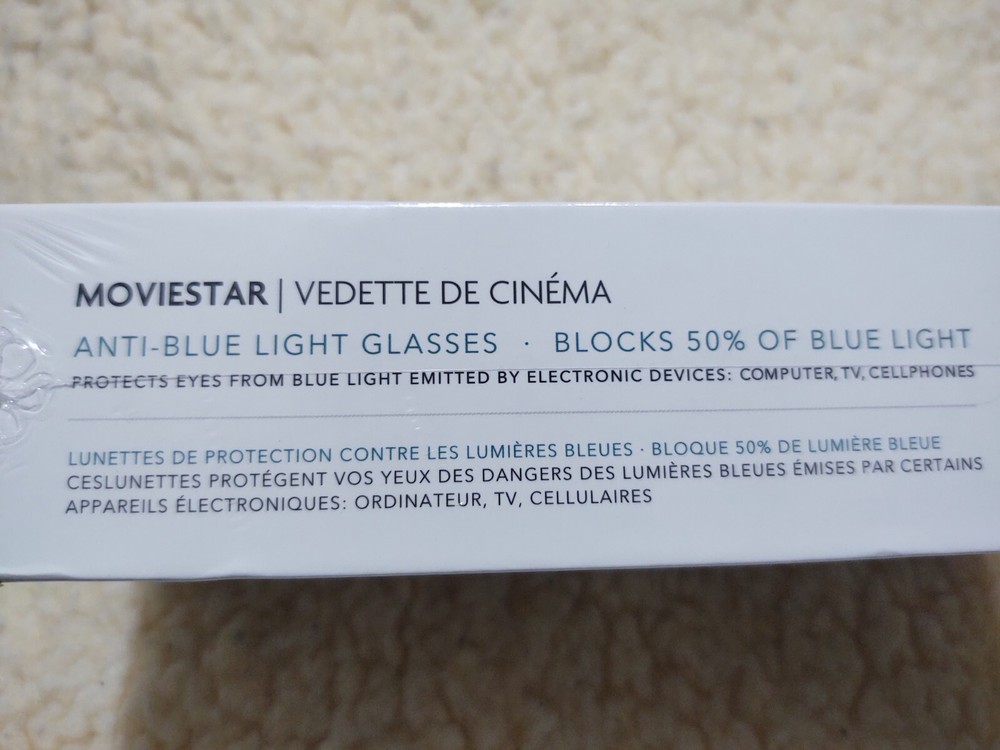 MOVIESTAR | VEDETTE DE CINÉMA
ANTI-BLUE LIGHT GLASSES · BLOCKS 50% OF BLUE LIGHT
PROTECTS EYES FROM BLUE LIGHT EMITTED BY ELECTRONIC DEVICES: COMPUTER, TV, CELLPHONES
LUNETTES DE PROTECTION CONTRE LES LUMIÈRES BLEUES · BLOQUE 50% DE LUMIÈRE BLEUE
CESLUNETTES PROTÉGENT VOS YEUX DES DANGERS DES LUMIÈRES BLEUES ÉMISES PAR CERTAINS
APPAREILS ÉLECTRONIQUES: ORDINATEUR, TV, CELLULAIRES